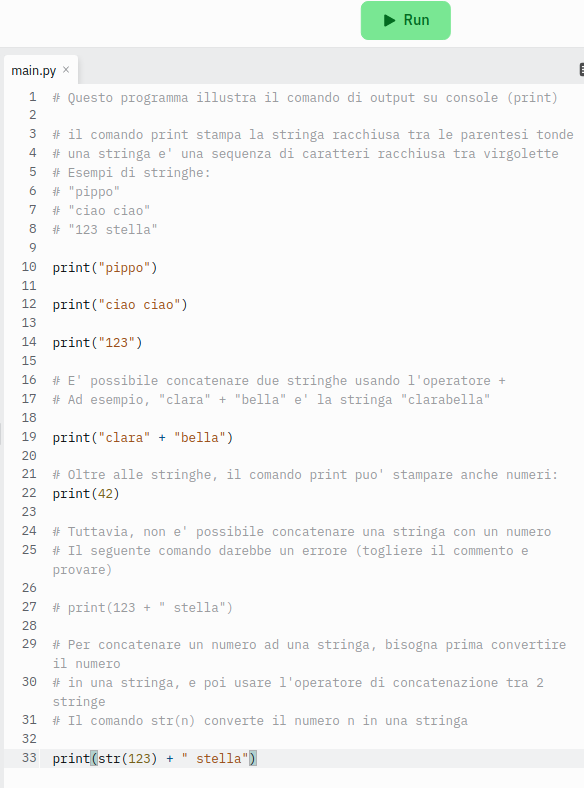 Run
main.py ×
1 # Questo programma illustra il comando di output su console (print)
2
3 # il comando print stampa la stringa racchiusa tra le parentesi tonde
4 # una stringa e' una sequenza di caratteri racchiusa tra virgolette
5 # Esempi di stringhe:
6 # "pippo"
7 # "ciao ciao"
8 # "123 stella"
9
10 print("pippo")
11
12 print("ciao ciao")
13
14 print("123")
15
16 # E' possibile concatenare due stringhe usando l'operatore +
17 # Ad esempio, "clara" + "bella" e' la stringa "clarabella"
18
19 print("clara" + "bella")
20
21 # Oltre alle stringhe, il comando print puo' stampare anche numeri:
22 print(42)
23
24 # Tuttavia, non e' possibile concatenare una stringa con un numero
25 # Il seguente comando darebbe un errore (togliere il commento e
provare)
26
27 # print(123 + " stella")
28
29 # Per concatenare un numero ad una stringa, bisogna prima convertire
il numero
30 # in una stringa, e poi usare l'operatore di concatenazione tra 2
stringe
31 # Il comando str(n) converte il numero n in una stringa
32
33 print(str(123) + " stella")